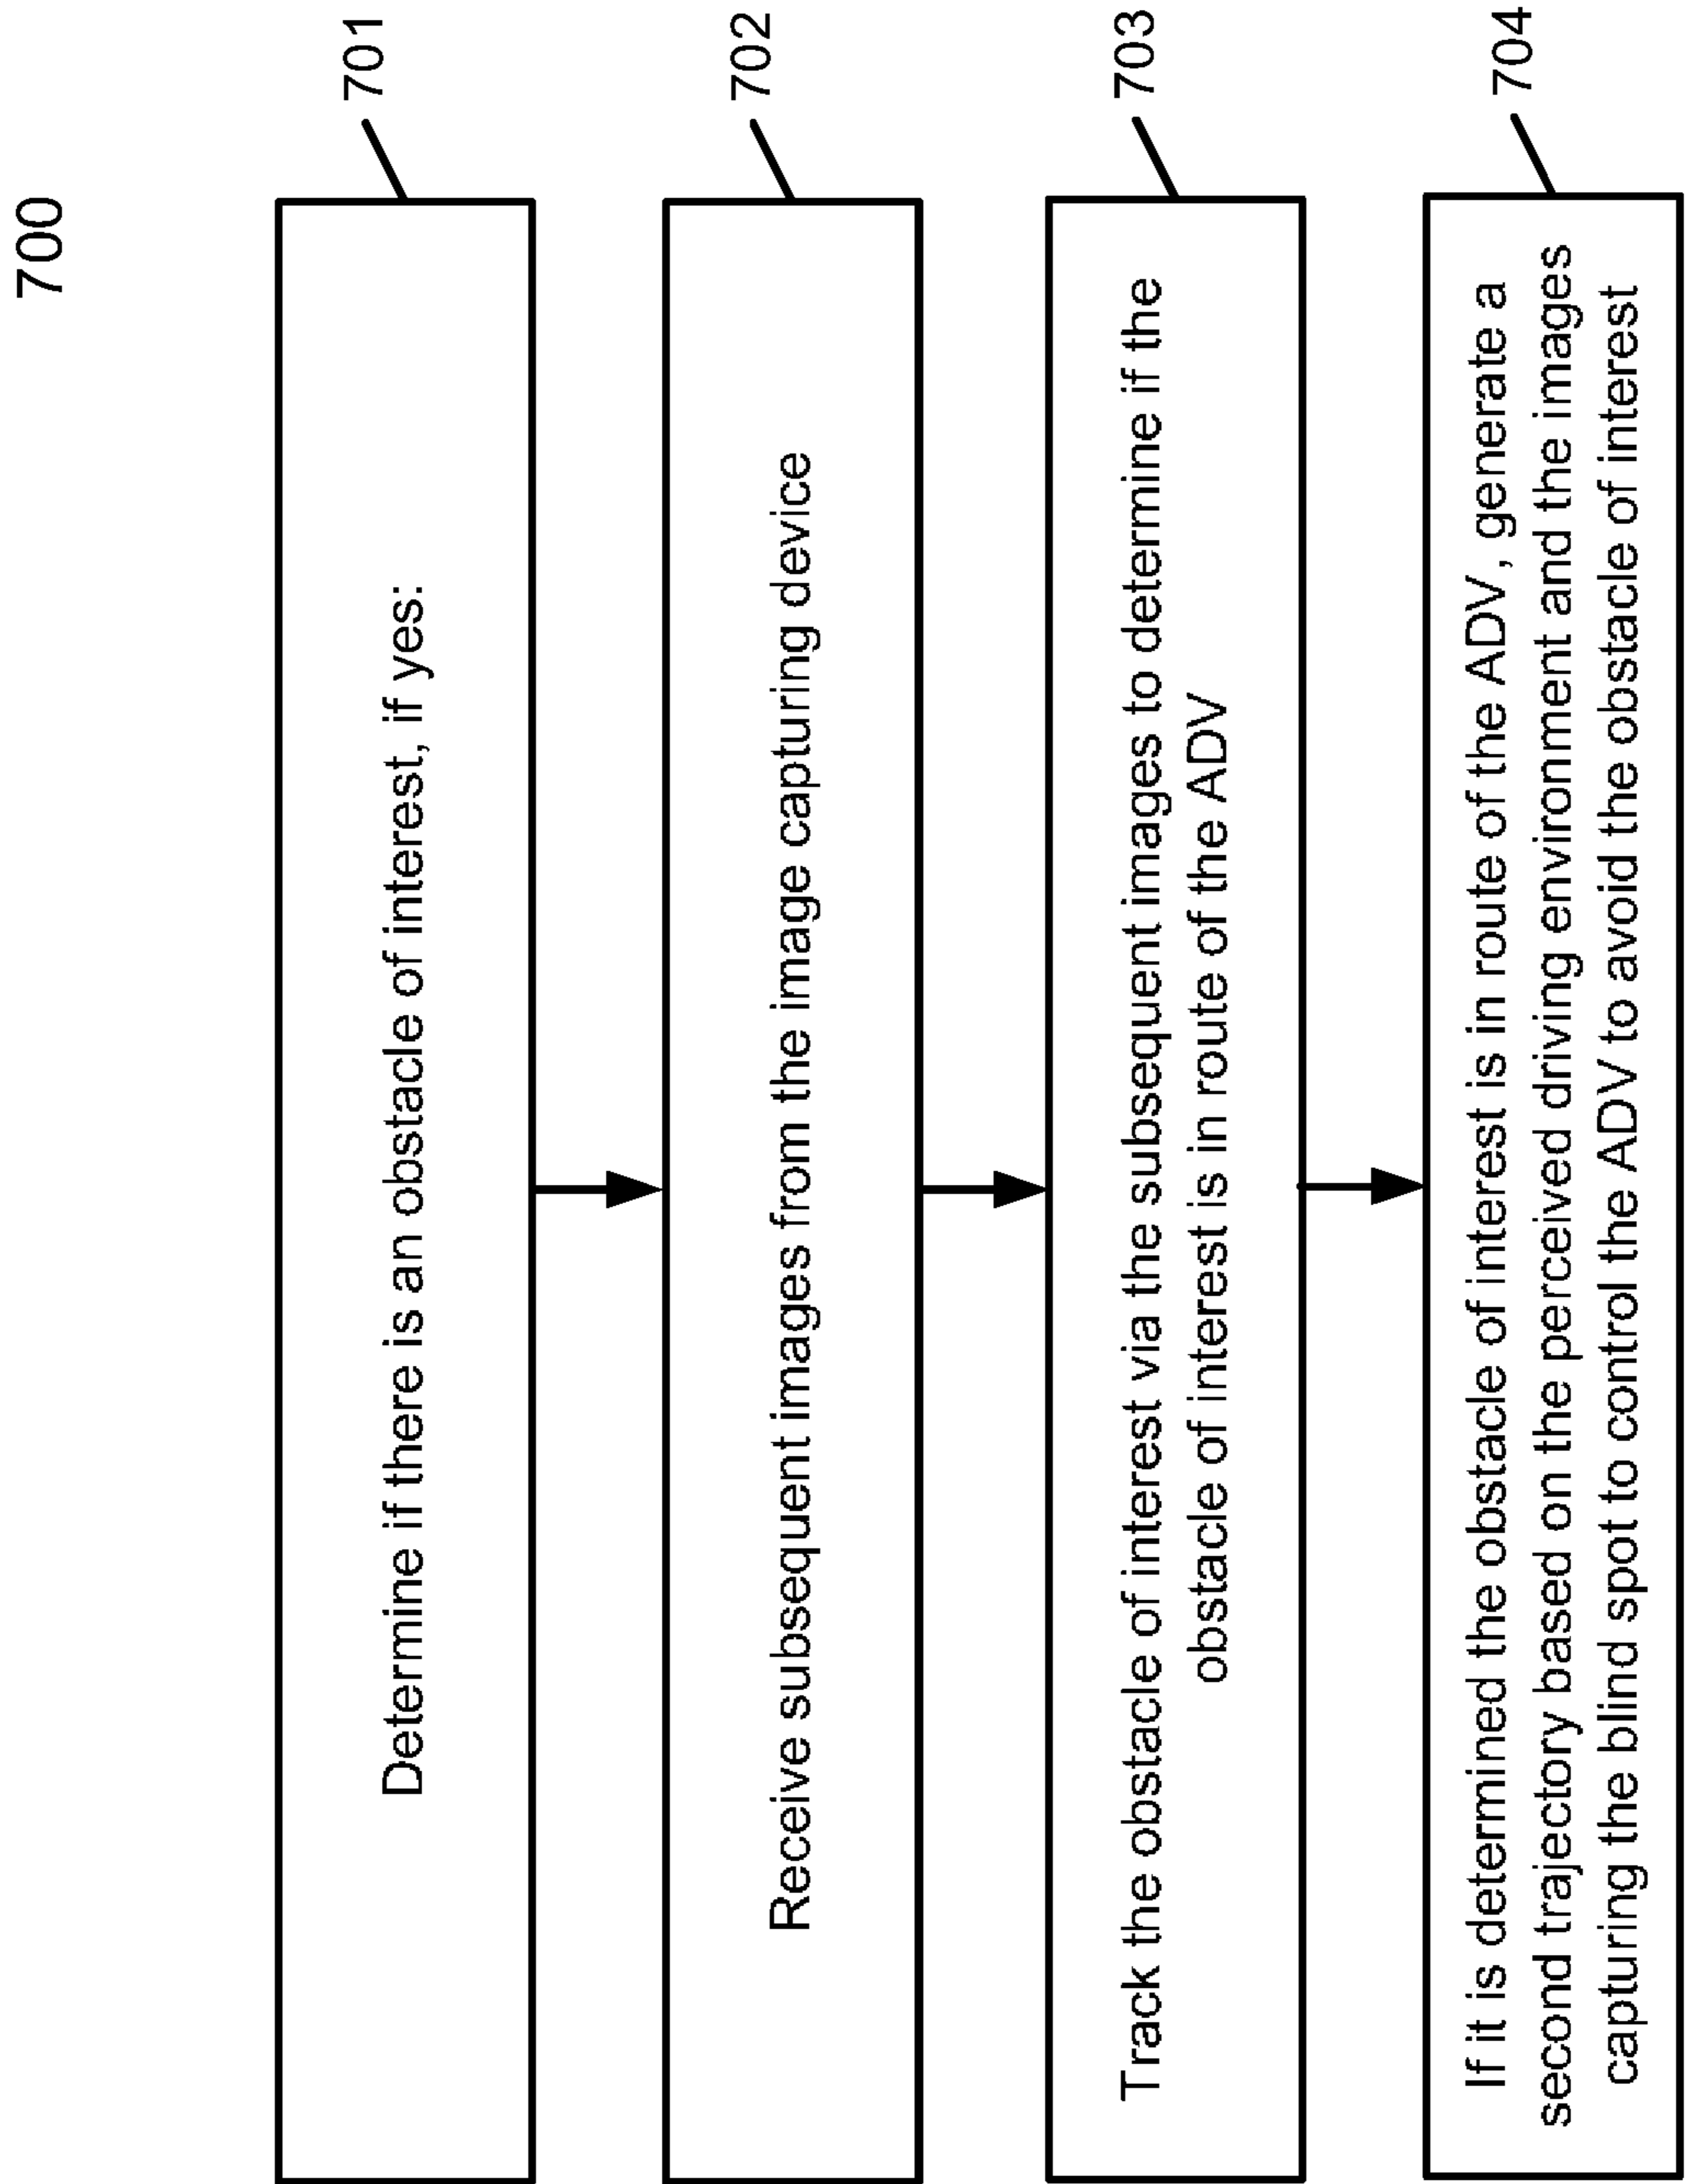 700
Determine if there is an obstacle of interest, if yes:
701
Receive subsequent images from the image capturing device
702
Track the obstacle of interest via the subsequent images to determine if the
obstacle of interest is in route of the ADV
703
If it is determined the obstacle of interest is in route of the ADV, generate a
second trajectory based on the perceived driving environment and the images
capturing the blind spot to control the ADV to avoid the obstacle of interest
704